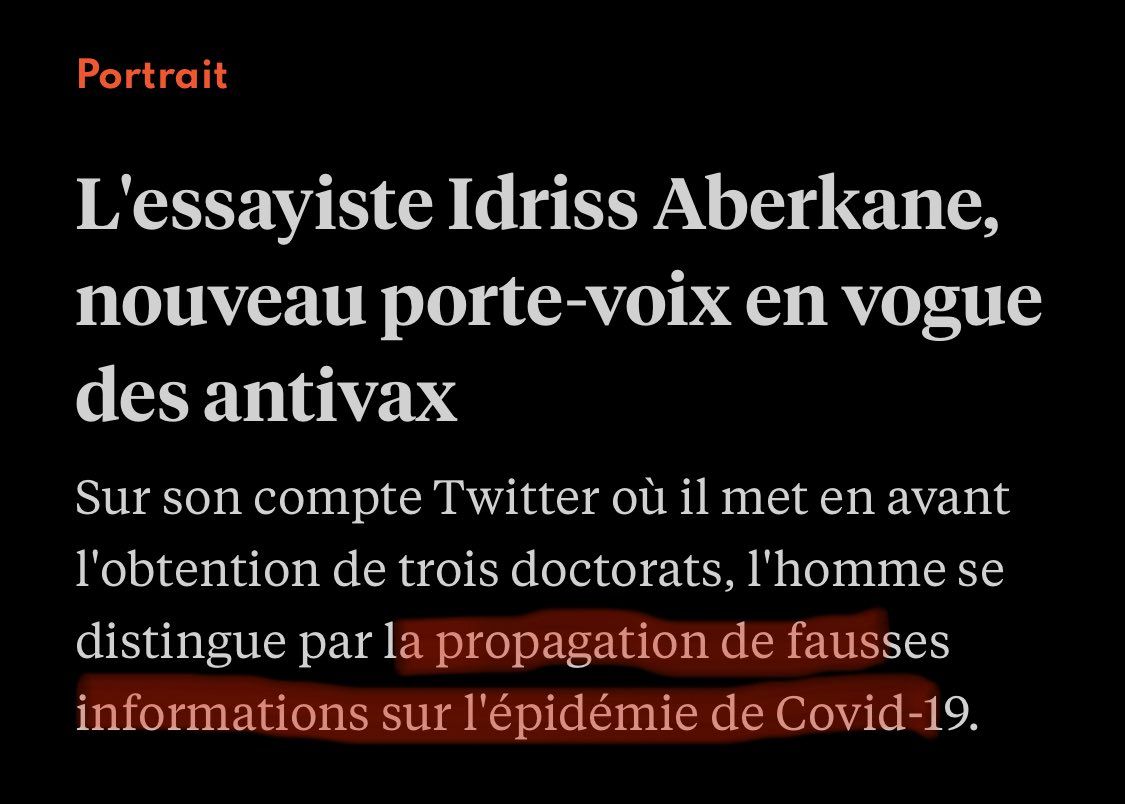 Portrait
L'essayiste Idriss Aberkane,
nouveau porte-voix en vogue
des antivax
Sur son compte Twitter où il met en avant
l'obtention de trois doctorats, l'homme se
distingue par la propagation de fausses
informations sur l'épidémie de Covid-19.